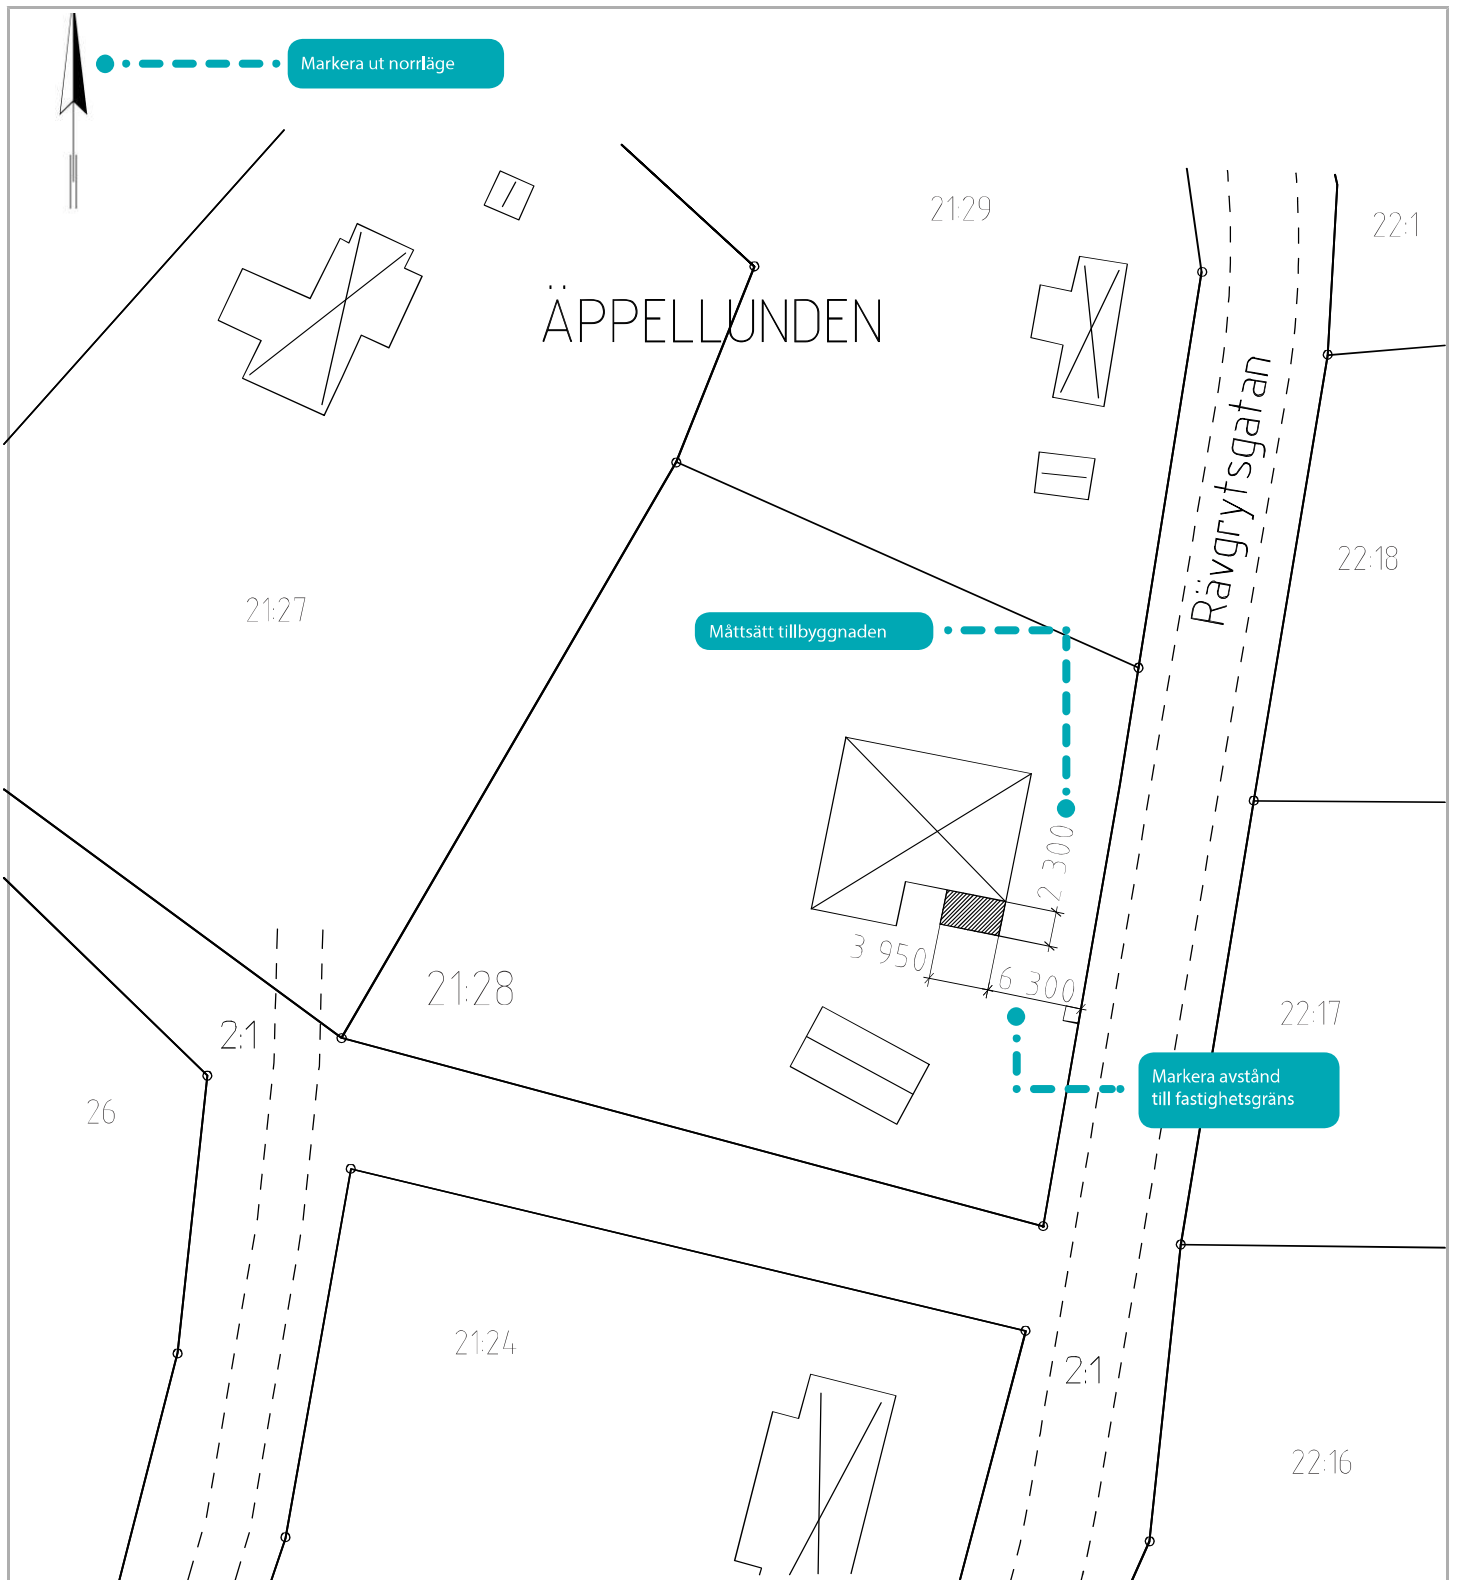 Markera ut norrläge
21:29
22:1
ÄPPELLUNDEN
Rävgrytsgatan
22:18
21:27
Måttsätt tillbyggnaden
2 300
3 950
6 300
21:28
22:17
2:1
Markera avstånd
till fastighetsgräns
26
21:24
2:1
22:16